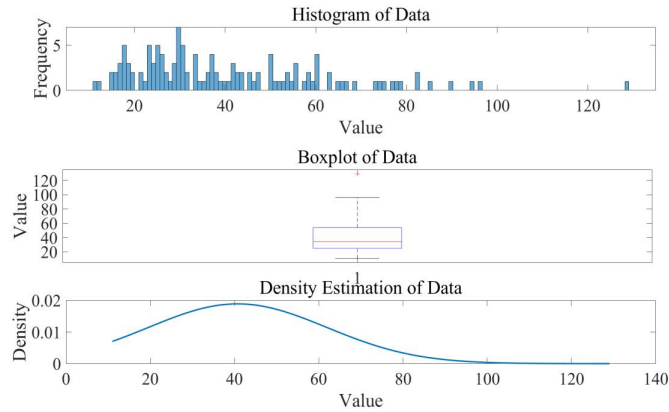 Histogram of Data
Frequency
5
0
20 40 60 80 100 120
Value
Boxplot of Data
Value
120
100
80
60
40
20
1
Density Estimation of Data
Density
0.02
0.01
0
0 20 40 60 80 100 120 140
Value